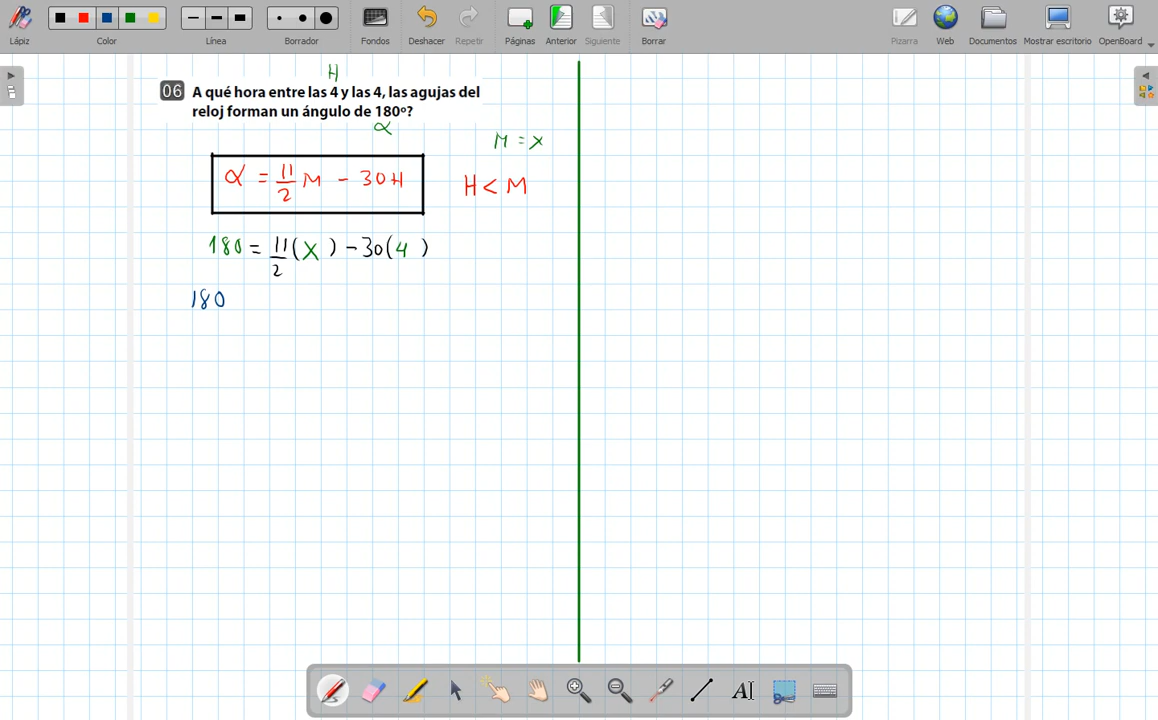 Lápiz Color Línea Borrador Fondos Deshacer Repetir Páginas Anterior Siguiente Borrar Pizarra Web Documentos Mostrar escritorio OpenBoard
H
06 A qué hora entre las 4 y las 4, las agujas del
reloj forman un ángulo de 180º?
α
M = x
α = 11/2 M - 30H
H < M
180 = 11/2 (X) - 30(4)
180